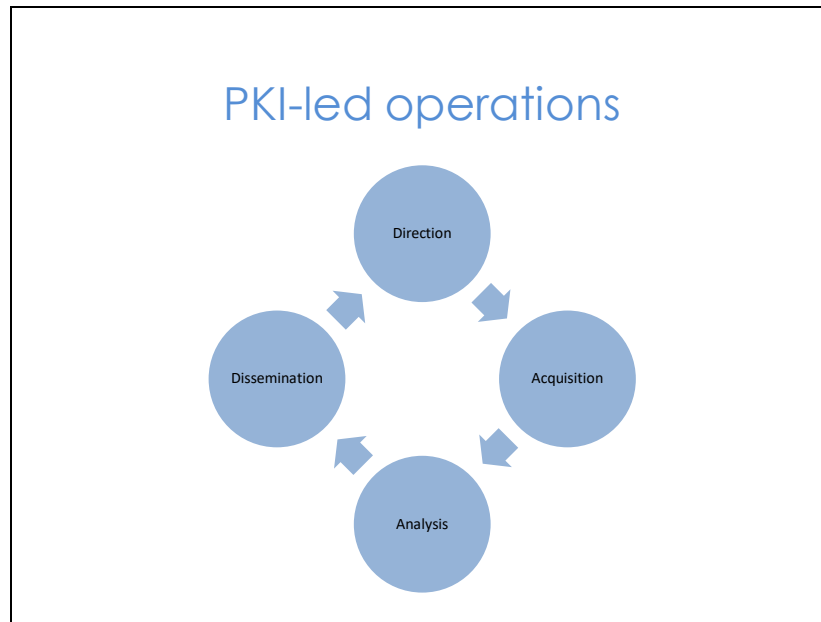 PKI-led operations
Direction
Dissemination
Acquisition
Analysis